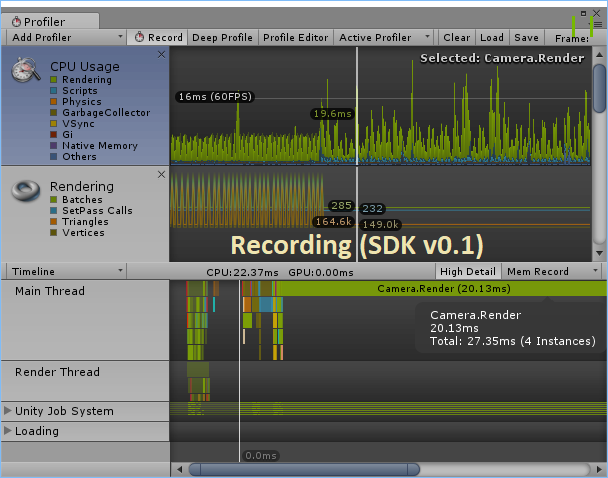 Profiler
Add Profiler Record Deep Profile Profile Editor Active Profiler Clear Load Save Frame:
Selected: Camera.Render
CPU Usage
Rendering
Scripts
Physics
GarbageCollector
VSync
Gi
Native Memory
Others
16ms (60FPS)
19.6ms
Rendering
Batches
SetPass Calls
Triangles
Vertices
285 232
164.6k 149.0k
Recording (SDK v0.1)
Timeline CPU:22.37ms GPU:0.00ms High Detail Mem Record
Main Thread
Camera.Render (20.13ms)
Camera.Render
20.13ms
Total: 27.35ms (4 Instances)
Render Thread
Unity Job System
Loading
0.0ms